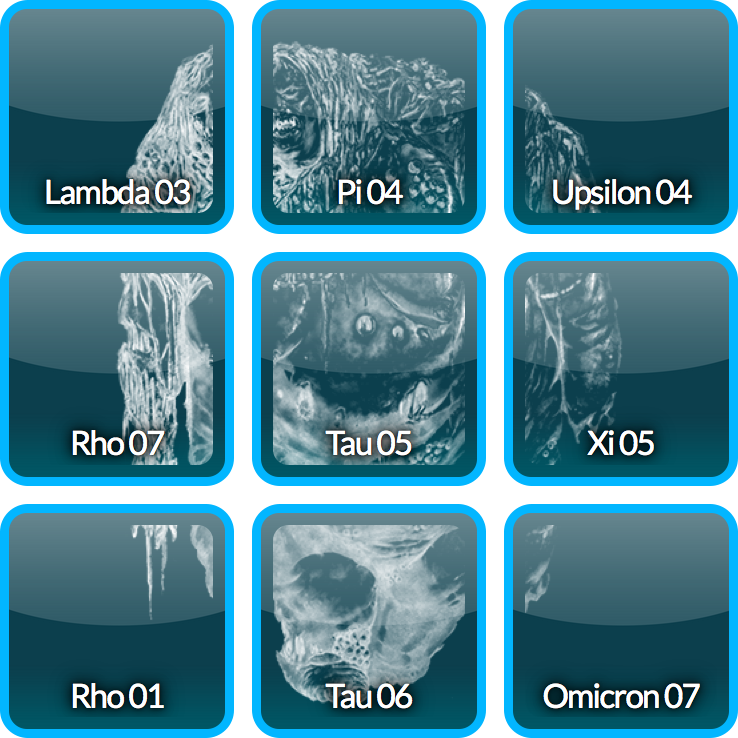 Lambda 03
Pi 04
Upsilon 04
Rho 07
Tau 05
Xi 05
Rho 01
Tau 06
Omicron 07